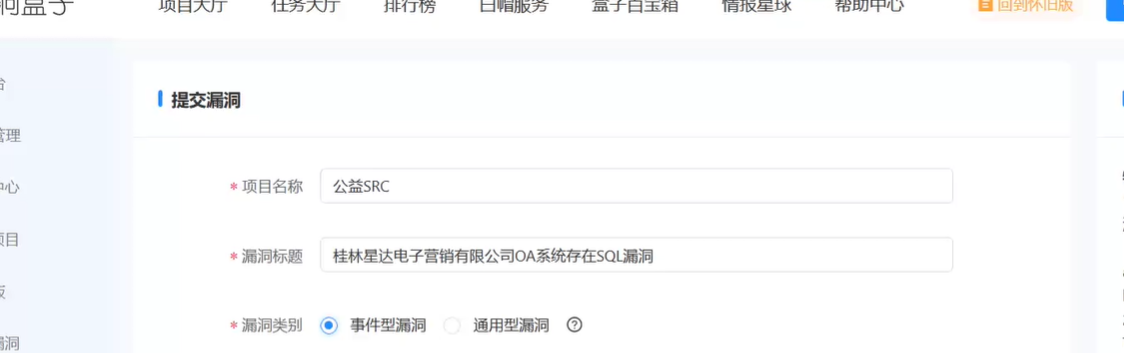 洞盒子 项目大厅 任务大厅 排行榜 白帽服务 盒子百宝箱 情报星球 帮助中心 回到怀旧版
台
提交漏洞
管理
中心
* 项目名称 公益SRC
项目
* 漏洞标题 桂林星达电子营销有限公司OA系统存在SQL漏洞
板
* 漏洞类别 事件型漏洞 通用型漏洞 ?
漏洞